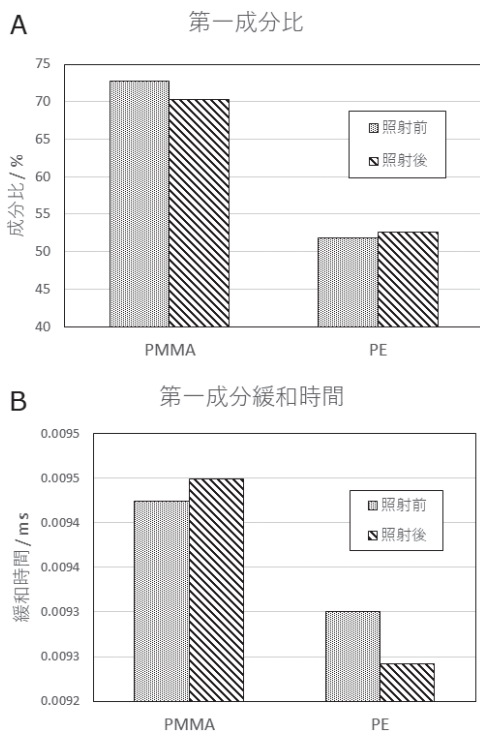 A
第一成分比
75
70
65
60
55
50
45
40
成分比 / %
照射前
照射後
PMMA
PE
B
第一成分緩和時間
0.0095
0.0095
0.0094
0.0094
0.0093
0.0093
0.0092
緩和時間 / ms
照射前
照射後
PMMA
PE